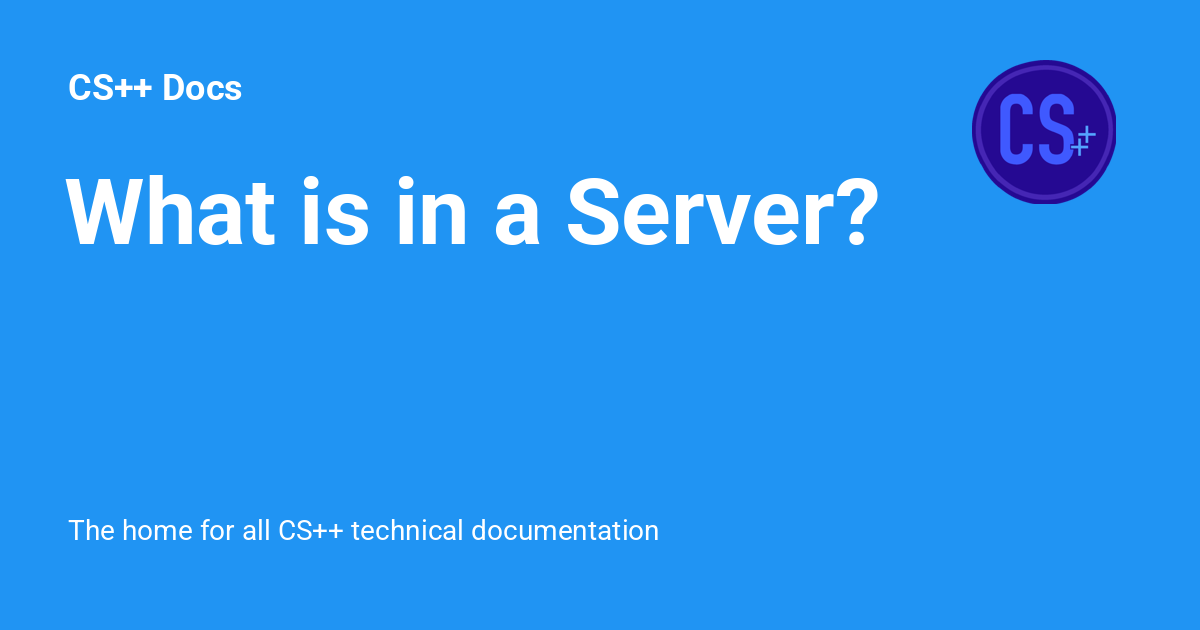 CS++ Docs
CS++
What is in a Server?
The home for all CS++ technical documentation